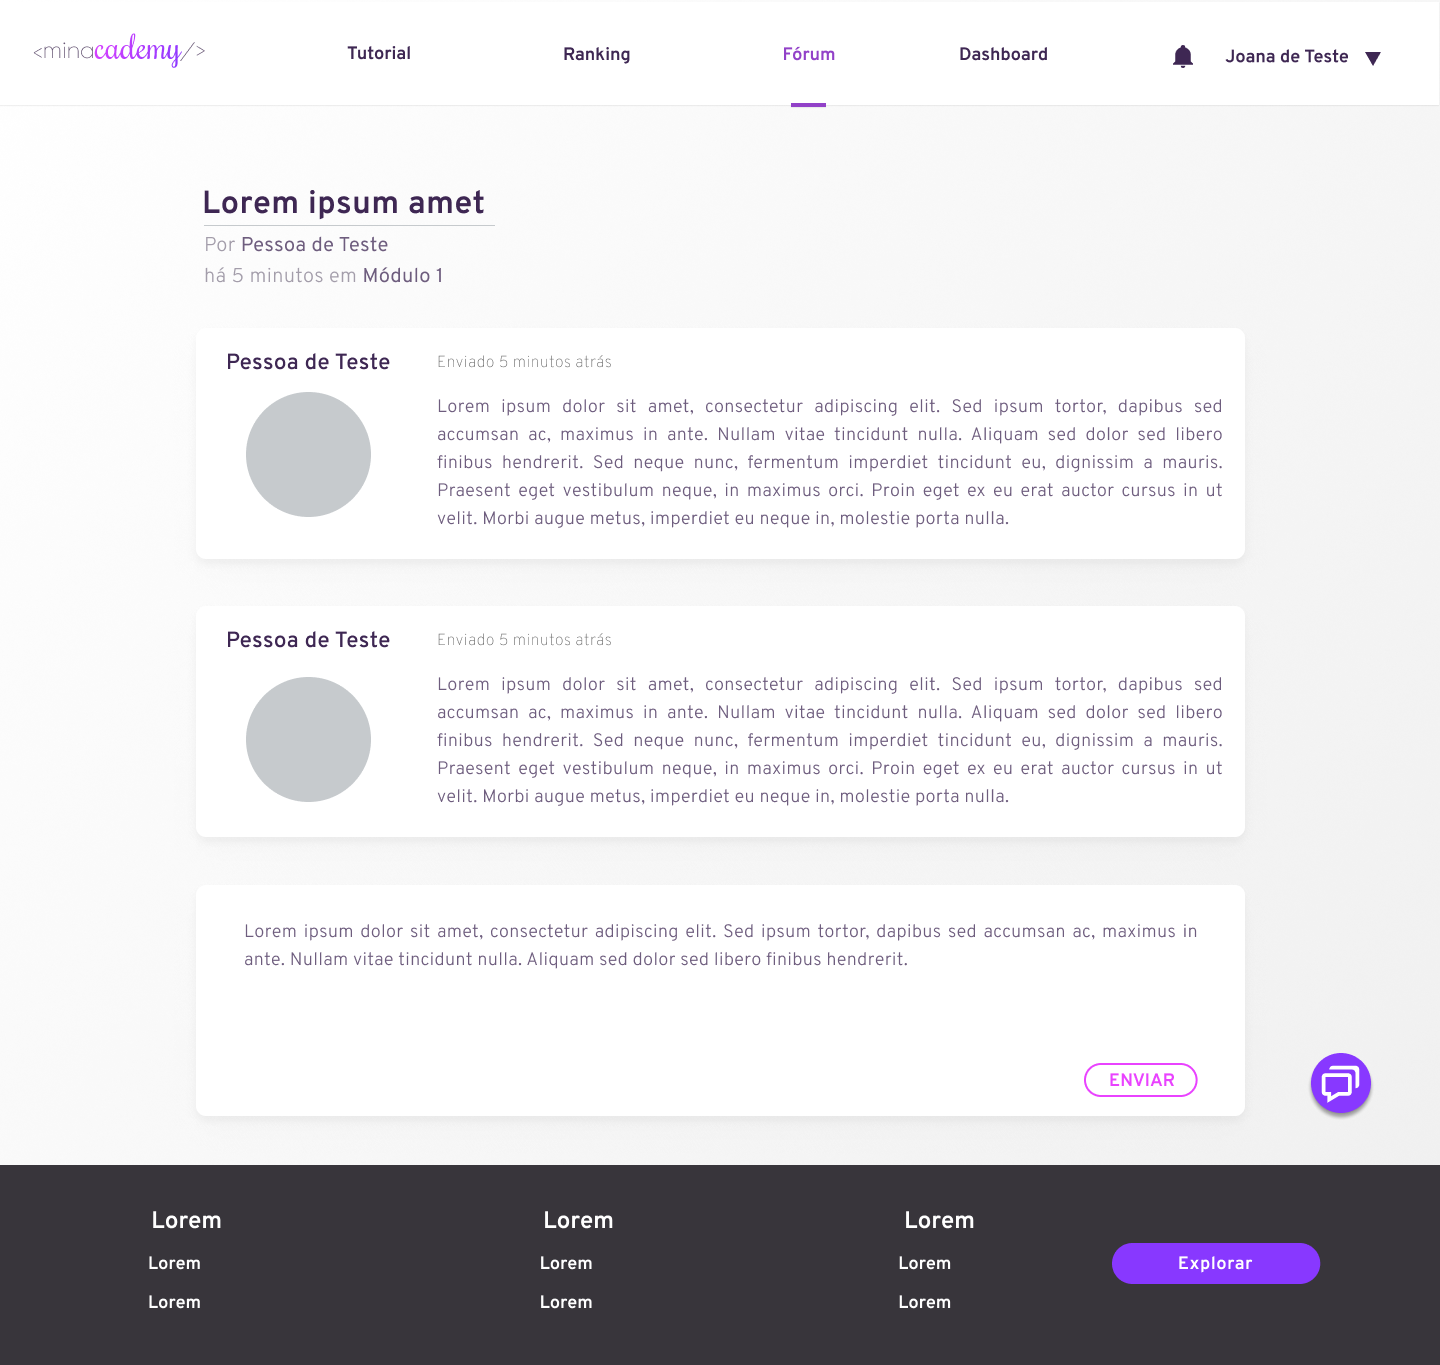 <minacademy/>
Tutorial
Ranking
Fórum
Dashboard
Joana de Teste
Lorem ipsum amet
Por Pessoa de Teste
há 5 minutos em Módulo 1
Pessoa de Teste
Enviado 5 minutos atrás
Lorem ipsum dolor sit amet, consectetur adipiscing elit. Sed ipsum tortor, dapibus sed
accumsan ac, maximus in ante. Nullam vitae tincidunt nulla. Aliquam sed dolor sed libero
finibus hendrerit. Sed neque nunc, fermentum imperdiet tincidunt eu, dignissim a mauris.
Praesent eget vestibulum neque, in maximus orci. Proin eget ex eu erat auctor cursus in ut
velit. Morbi augue metus, imperdiet eu neque in, molestie porta nulla.
Pessoa de Teste
Enviado 5 minutos atrás
Lorem ipsum dolor sit amet, consectetur adipiscing elit. Sed ipsum tortor, dapibus sed
accumsan ac, maximus in ante. Nullam vitae tincidunt nulla. Aliquam sed dolor sed libero
finibus hendrerit. Sed neque nunc, fermentum imperdiet tincidunt eu, dignissim a mauris.
Praesent eget vestibulum neque, in maximus orci. Proin eget ex eu erat auctor cursus in ut
velit. Morbi augue metus, imperdiet eu neque in, molestie porta nulla.
Lorem ipsum dolor sit amet, consectetur adipiscing elit. Sed ipsum tortor, dapibus sed accumsan ac, maximus in
ante. Nullam vitae tincidunt nulla. Aliquam sed dolor sed libero finibus hendrerit.
ENVIAR
Lorem
Lorem
Lorem
Lorem
Lorem
Lorem
Lorem
Lorem
Lorem
Explorar